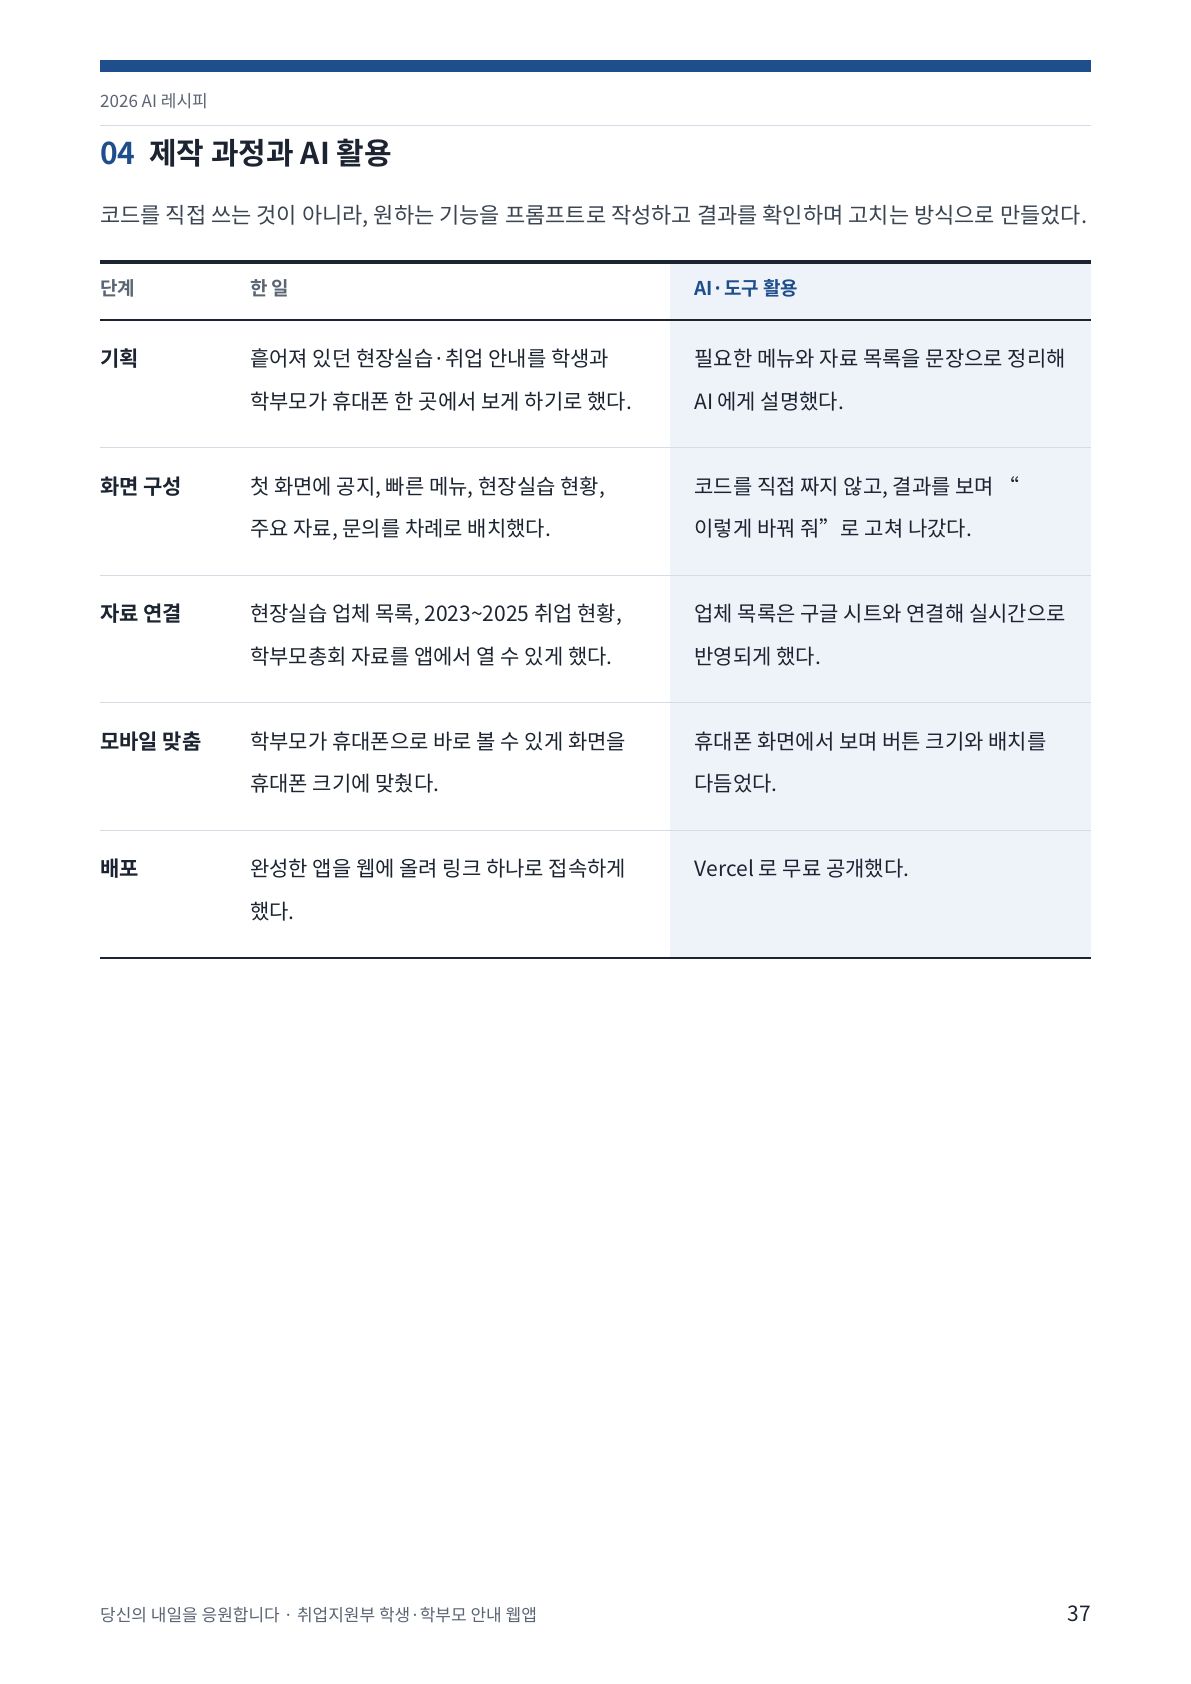 2026 AI 레시피
04 제작 과정과 AI 활용
코드를 직접 쓰는 것이 아니라, 원하는 기능을 프롬프트로 작성하고 결과를 확인하며 고치는 방식으로 만들었다.
단계 한 일 AI·도구 활용
기획 흩어져 있던 현장실습·취업 안내를 학생과 필요한 메뉴와 자료 목록을 문장으로 정리해
학부모가 휴대폰 한 곳에서 보게 하기로 했다. AI 에게 설명했다.
화면 구성 첫 화면에 공지, 빠른 메뉴, 현장실습 현황, 코드를 직접 짜지 않고, 결과를 보며 “
주요 자료, 문의를 차례로 배치했다. 이렇게 바꿔 줘” 로 고쳐 나갔다.
자료 연결 현장실습 업체 목록, 2023~2025 취업 현황, 업체 목록은 구글 시트와 연결해 실시간으로
학부모총회 자료를 앱에서 열 수 있게 했다. 반영되게 했다.
모바일 맞춤 학부모가 휴대폰으로 바로 볼 수 있게 화면을 휴대폰 화면에서 보며 버튼 크기와 배치를
휴대폰 크기에 맞췄다. 다듬었다.
배포 완성한 앱을 웹에 올려 링크 하나로 접속하게 Vercel 로 무료 공개했다.
했다.
당신의 내일을 응원합니다 · 취업지원부 학생·학부모 안내 웹앱 37